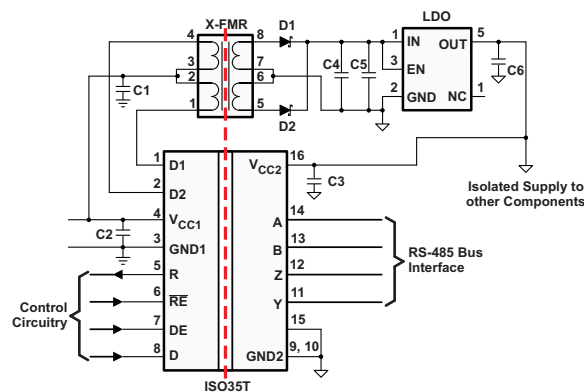 X-FMR
D1
LDO
4
8
1
IN
OUT
5
3
7
C4
C5
3
EN
C6
2
6
C1
2
GND
NC
1
1
5
D2
1
D1
16
VCC2
C3
2
D2
Isolated Supply to
other Components
4
VCC1
14
A
C2
3
GND1
13
B
RS-485 Bus
Interface
5
R
12
Z
Control
Circuitry
6
RE
11
Y
7
DE
15
8
D
9, 10
GND2
ISO35T